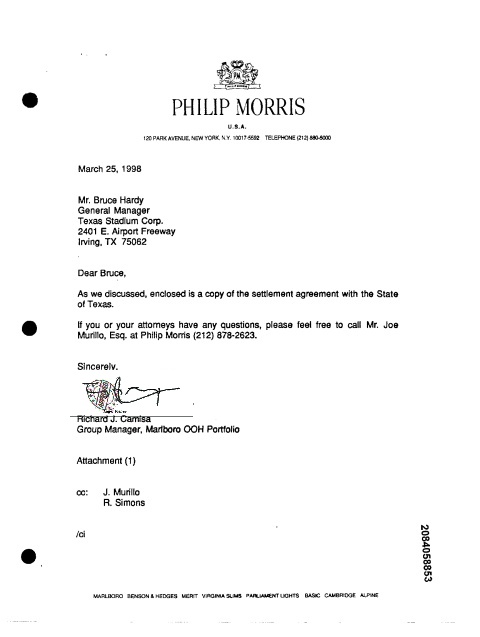 PM
PHILIP MORRIS
U.S.A.
120 PARK AVENUE, NEW YORK, N.Y. 10017-5592 TELEPHONE (212) 880-5000
March 25, 1998
Mr. Bruce Hardy
General Manager
Texas Stadium Corp.
2401 E. Airport Freeway
Irving, TX 75062
Dear Bruce,
As we discussed, enclosed is a copy of the settlement agreement with the State
of Texas.
If you or your attorneys have any questions, please feel free to call Mr. Joe
Murillo, Esq. at Philip Morris (212) 878-2623.
Sincerely,
Richard J. Camisa
Group Manager, Marlboro OOH Portfolio
Attachment (1)
cc: J. Murillo
R. Simons
/ci
2084058853
MARLBORO BENSON & HEDGES MERIT VIRGINIA SLIMS PARLIAMENT LIGHTS BASIC CAMBRIDGE ALPINE